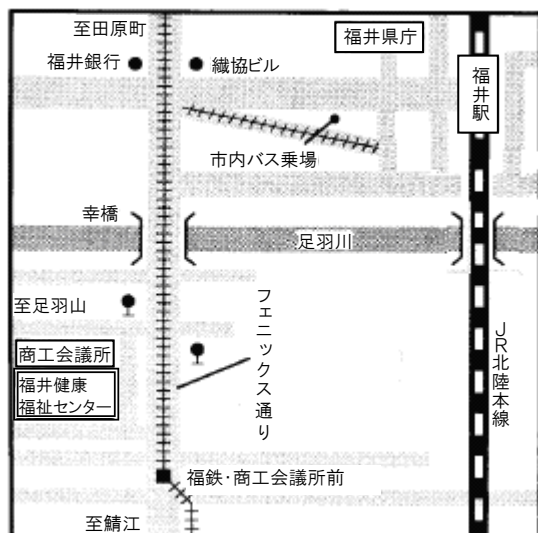 至田原町
福井県庁
福井銀行
繊協ビル
福井駅
市内バス乗場
幸橋
足羽川
至足羽山
フェニックス通り
JR北陸本線
商工会議所
福井健康
福祉センター
福鉄・商工会議所前
至鯖江